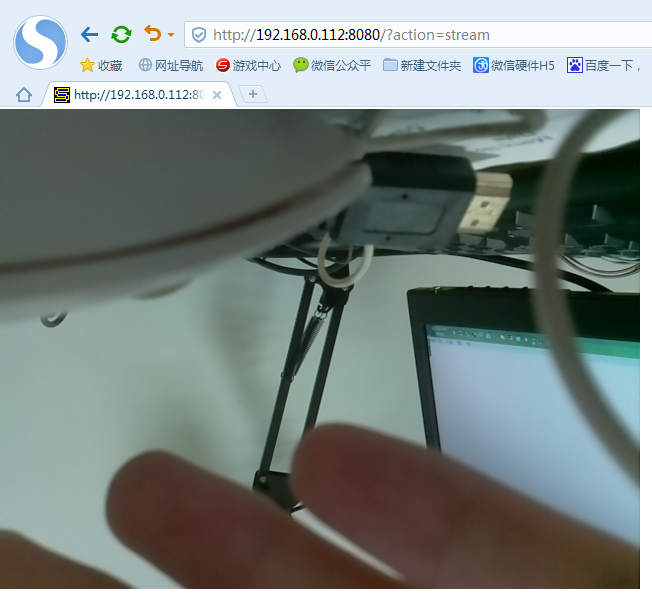 http://192.168.0.112:8080/?action=stream
收藏 网址导航 游戏中心 微信公众平 新建文件夹 微信硬件H5 百度一下，
http://192.168.0.112:80